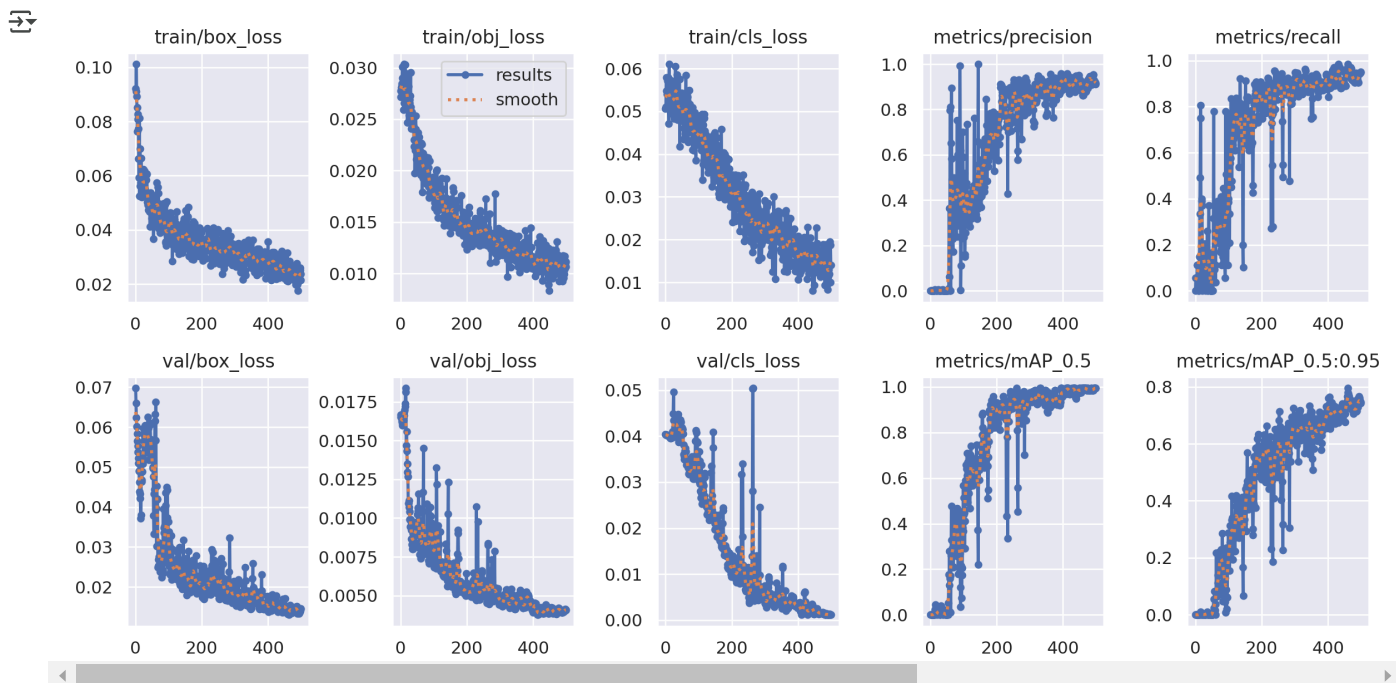 train/box_loss train/obj_loss train/cls_loss metrics/precision metrics/recall
0.10 0.08 0.06 0.04 0.02
0 200 400
0.030 0.025 0.020 0.015 0.010
results
smooth
0 200 400
0.06 0.05 0.04 0.03 0.02 0.01
0 200 400
1.0 0.8 0.6 0.4 0.2 0.0
0 200 400
1.0 0.8 0.6 0.4 0.2 0.0
0 200 400
val/box_loss val/obj_loss val/cls_loss metrics/mAP_0.5 metrics/mAP_0.5:0.95
0.07 0.06 0.05 0.04 0.03 0.02
0 200 400
0.0175 0.0150 0.0125 0.0100 0.0075 0.0050
0 200 400
0.05 0.04 0.03 0.02 0.01 0.00
0 200 400
1.0 0.8 0.6 0.4 0.2 0.0
0 200 400
0.8 0.6 0.4 0.2 0.0
0 200 400